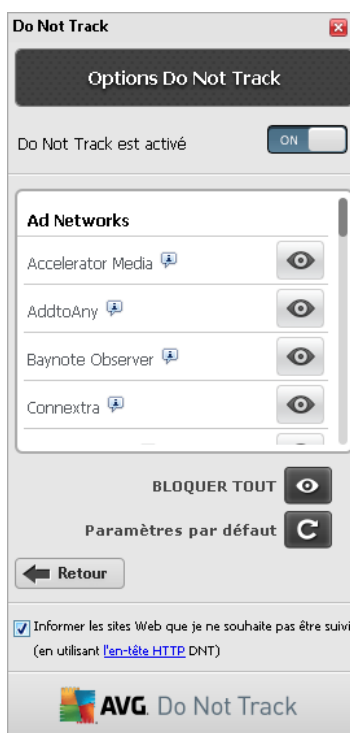 Do Not Track
Options Do Not Track
Do Not Track est activé
ON
Ad Networks
Accelerator Media
AddtoAny
Baynote Observer
Connextra
BLOQUER TOUT
Paramètres par défaut
Retour
Informer les sites Web que je ne souhaite pas être suivi
(en utilisant l'en-tête HTTP DNT)
AVG. Do Not Track